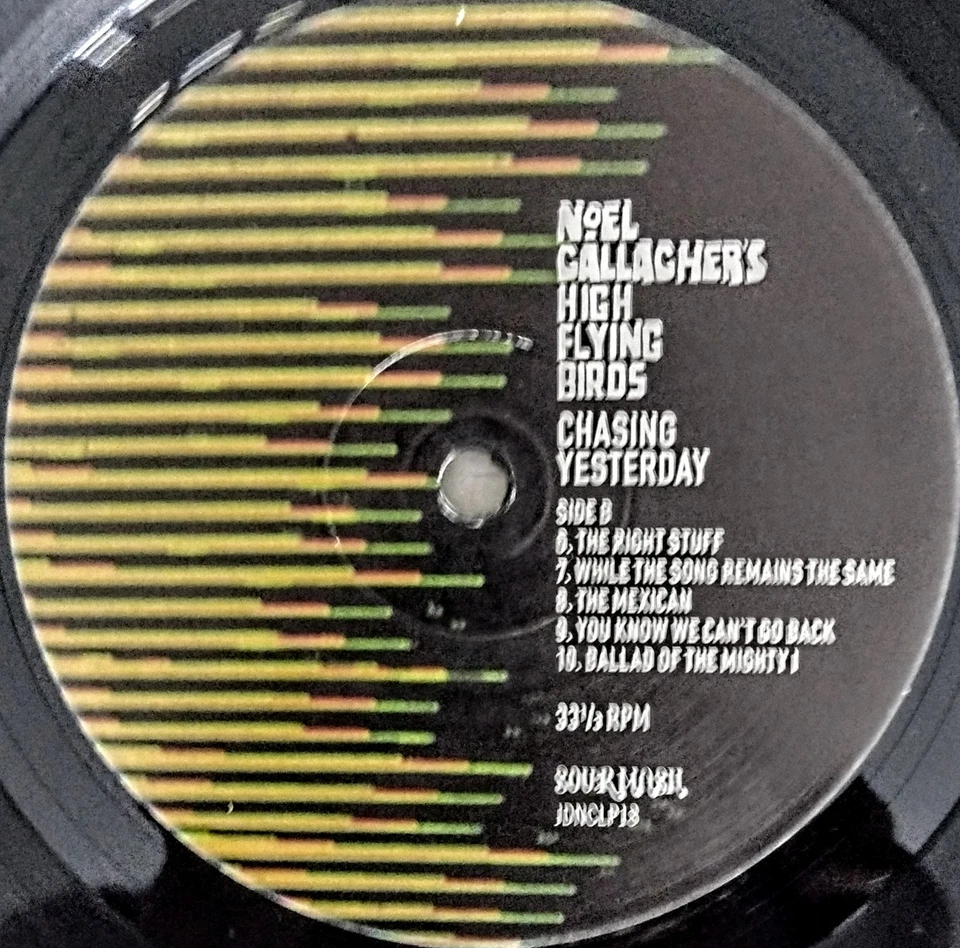 NOEL
GALLAGHER'S
HIGH
FLYING
BIRDS
CHASING
YESTERDAY
SIDE B
6. THE RIGHT STUFF
7. WHILE THE SONG REMAINS THE SAME
8. THE MEXICAN
9. YOU KNOW WE CAN'T GO BACK
10. BALLAD OF THE MIGHTY I
33⅓ RPM
SOUR MASH
JDNCLP18